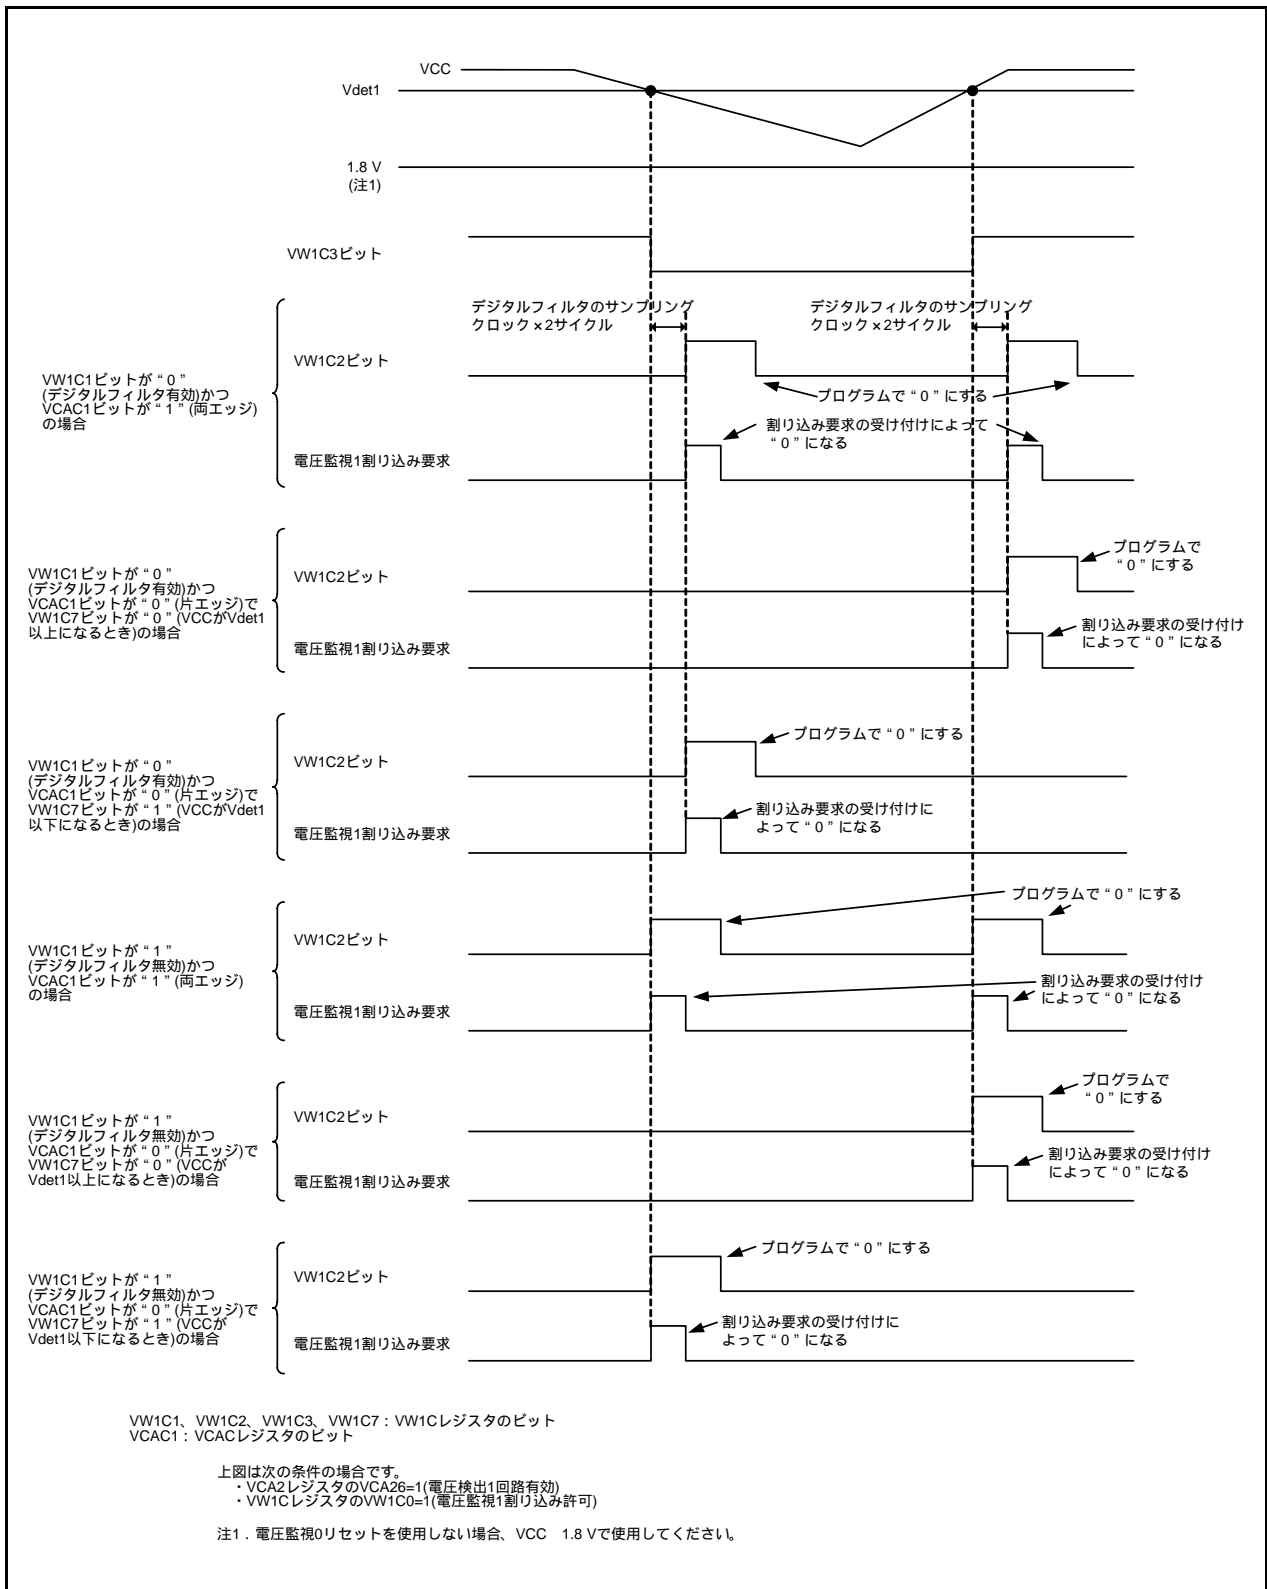 VCC
Vdet1
1.8 V
(注1)
VW1C3ビット
デジタルフィルタのサンプリング
クロック×2サイクル
デジタルフィルタのサンプリング
クロック×2サイクル
VW1C1ビットが“0”
(デジタルフィルタ有効)かつ
VCAC1ビットが“1”(両エッジ)
の場合
VW1C2ビット
プログラムで“0”にする
割り込み要求の受け付けによって
“0”になる
電圧監視1割り込み要求
VW1C1ビットが“0”
(デジタルフィルタ有効)かつ
VCAC1ビットが“0”(片エッジ)で
VW1C7ビットが“0”(VCCがVdet1
以上になるとき)の場合
VW1C2ビット
プログラムで
“0”にする
電圧監視1割り込み要求
割り込み要求の受け付け
によって“0”になる
VW1C1ビットが“0”
(デジタルフィルタ有効)かつ
VCAC1ビットが“0”(片エッジ)で
VW1C7ビットが“1”(VCCがVdet1
以下になるとき)の場合
VW1C2ビット
プログラムで“0”にする
電圧監視1割り込み要求
割り込み要求の受け付けに
よって“0”になる
VW1C1ビットが“1”
(デジタルフィルタ無効)かつ
VCAC1ビットが“1”(両エッジ)
の場合
VW1C2ビット
プログラムで“0”にする
電圧監視1割り込み要求
割り込み要求の受け付け
によって“0”になる
VW1C1ビットが“1”
(デジタルフィルタ無効)かつ
VCAC1ビットが“0”(片エッジ)で
VW1C7ビットが“0”(VCCが
Vdet1以上になるとき)の場合
VW1C2ビット
プログラムで
“0”にする
電圧監視1割り込み要求
割り込み要求の受け付け
によって“0”になる
VW1C1ビットが“1”
(デジタルフィルタ無効)かつ
VCAC1ビットが“0”(片エッジ)で
VW1C7ビットが“1”(VCCが
Vdet1以下になるとき)の場合
VW1C2ビット
プログラムで“0”にする
電圧監視1割り込み要求
割り込み要求の受け付けに
よって“0”になる
VW1C1、VW1C2、VW1C3、VW1C7：VW1Cレジスタのビット
VCAC1：VCACレジスタのビット
上図は次の条件の場合です。
・VCA2レジスタのVCA26=1(電圧検出1回路有効)
・VW1CレジスタのVW1C0=1(電圧監視1割り込み許可)
注1．電圧監視0リセットを使用しない場合、VCC　1.8 Vで使用してください。